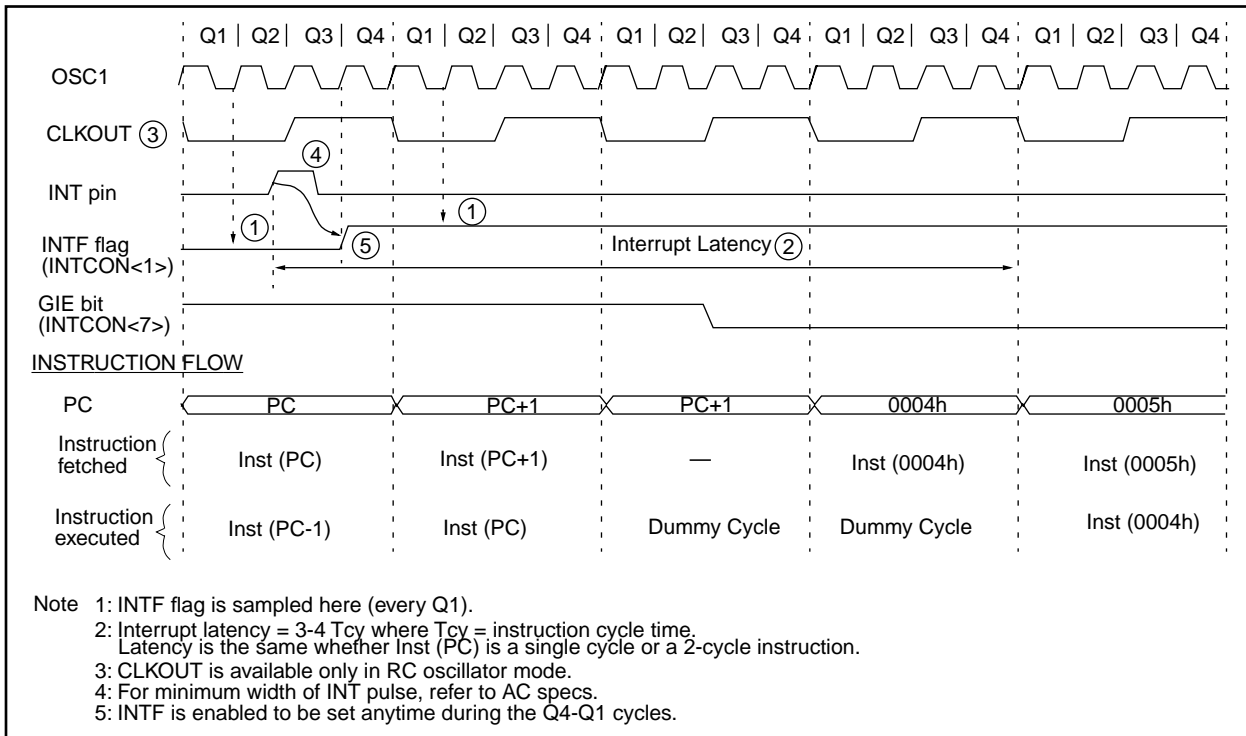 Q1 | Q2 | Q3 | Q4 Q1 | Q2 | Q3 | Q4 Q1 | Q2 | Q3 | Q4 Q1 | Q2 | Q3 | Q4 Q1 | Q2 | Q3 | Q4
OSC1
CLKOUT 3
4
INT pin
1 1
INTF flag
(INTCON<1>)
5
Interrupt Latency 2
GIE bit
(INTCON<7>)
INSTRUCTION FLOW
PC PC PC+1 PC+1 0004h 0005h
Instruction
fetched
Inst (PC) Inst (PC+1) — Inst (0004h) Inst (0005h)
Instruction
executed
Inst (PC-1) Inst (PC) Dummy Cycle Dummy Cycle Inst (0004h)
Note 1: INTF flag is sampled here (every Q1).
2: Interrupt latency = 3-4 Tcy where Tcy = instruction cycle time.
Latency is the same whether Inst (PC) is a single cycle or a 2-cycle instruction.
3: CLKOUT is available only in RC oscillator mode.
4: For minimum width of INT pulse, refer to AC specs.
5: INTF is enabled to be set anytime during the Q4-Q1 cycles.